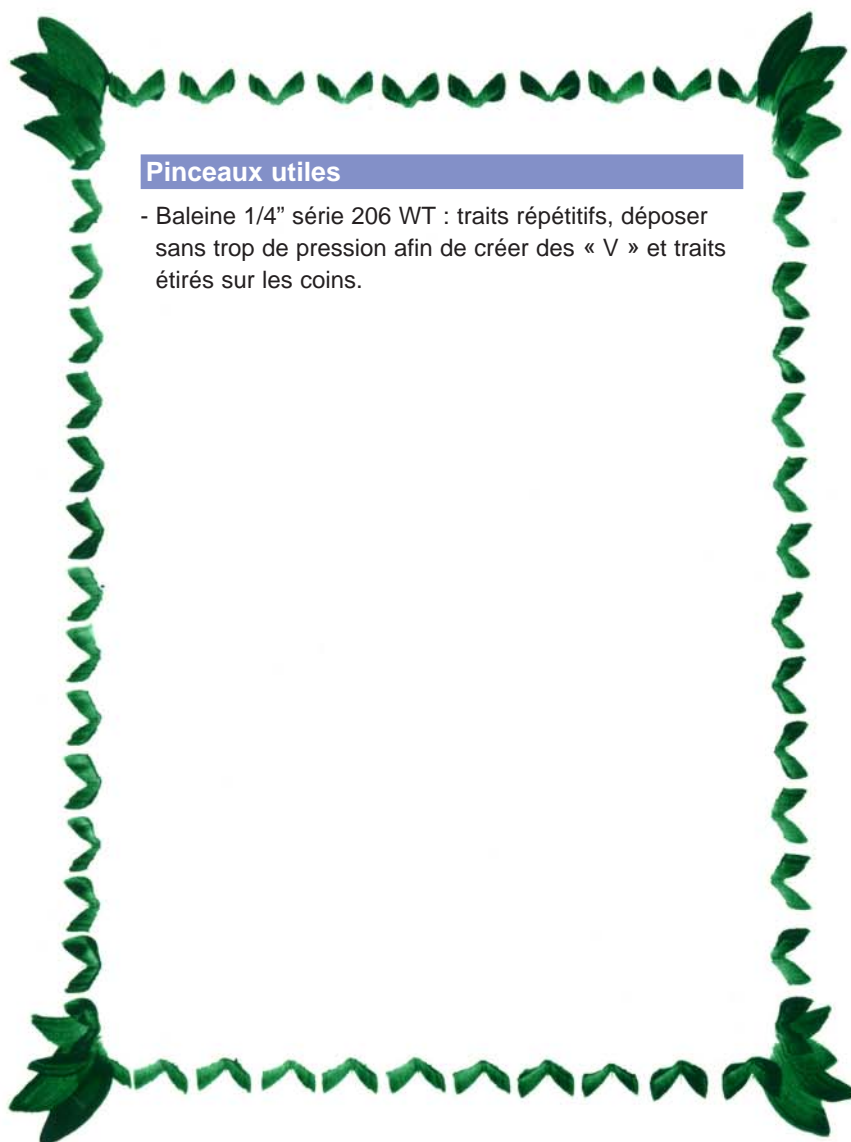 Pinceaux utiles
- Baleine 1/4” série 206 WT : traits répétitifs, déposer
sans trop de pression afin de créer des « V » et traits
étirés sur les coins.